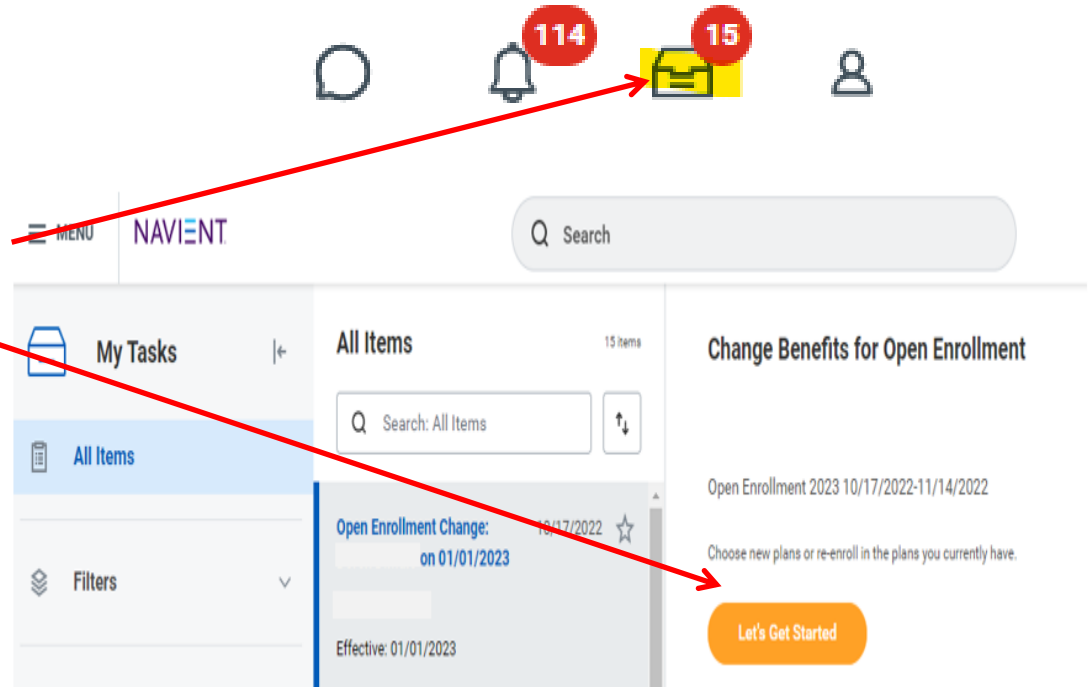 114
15
MENU
NAVIENT
Search
My Tasks
All Items
Filters
All Items
15 items
Search: All Items
Open Enrollment Change:
10/17/2022
on 01/01/2023
Effective: 01/01/2023
Change Benefits for Open Enrollment
Open Enrollment 2023 10/17/2022-11/14/2022
Choose new plans or re-enroll in the plans you currently have.
Let's Get Started